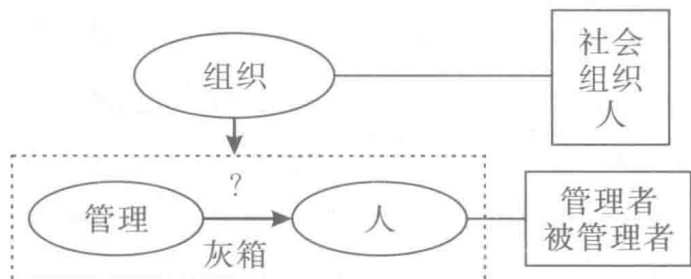 组织
社会
组织
人
?
管理
人
灰箱
管理者
被管理者